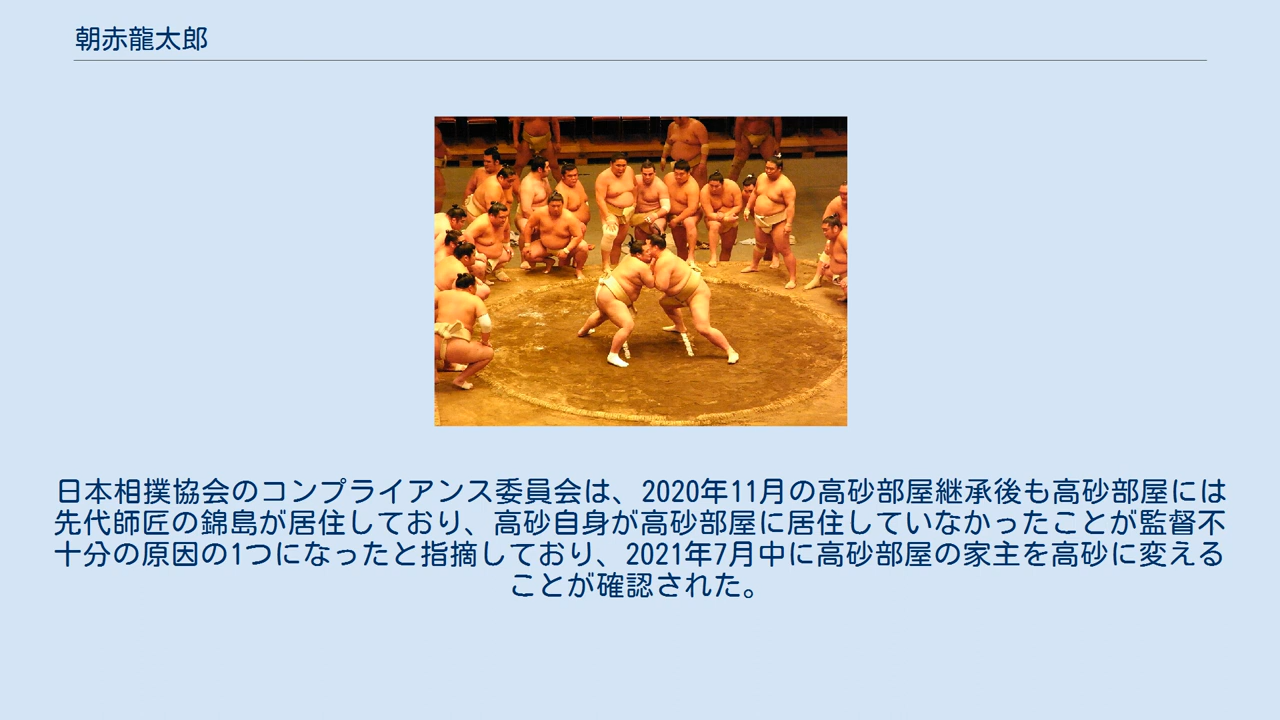 朝赤龍太郎
日本相撲協会のコンプライアンス委員会は、2020年11月の高砂部屋継承後も高砂部屋には
先代師匠の錦島が居住しており、高砂自身が高砂部屋に居住していなかったことが監督不
十分の原因の1つになったと指摘しており、2021年7月中に高砂部屋の家主を高砂に変える
ことが確認された。